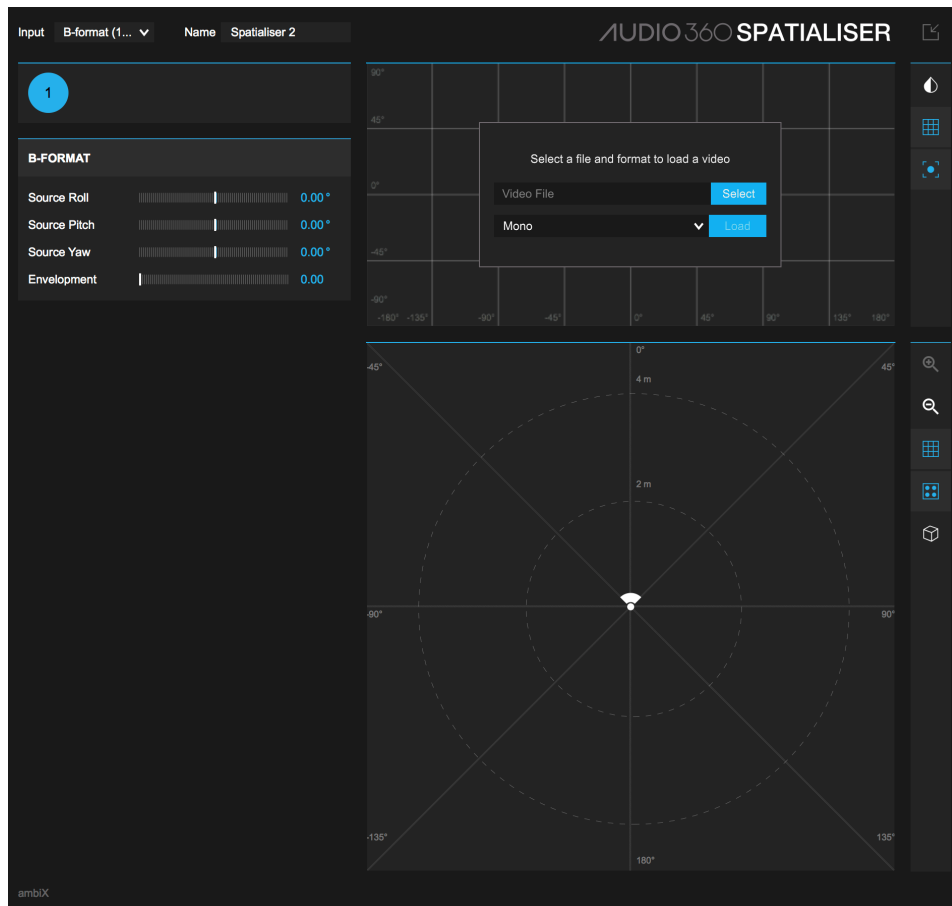 Input B-format (1... Name Spatialiser 2 AUDIO360 SPATIALISER
1
B-FORMAT
Source Roll 0.00°
Source Pitch 0.00°
Source Yaw 0.00°
Envelopment 0.00
90°
45°
0°
-45°
-90°
-180° -135° -90° -45° 0° 45° 90° 135° 180°
Select a file and format to load a video
Video File Select
Mono Load
0°
-45° 45°
4 m
2 m
-90° 90°
-135° 135°
180°
ambiX